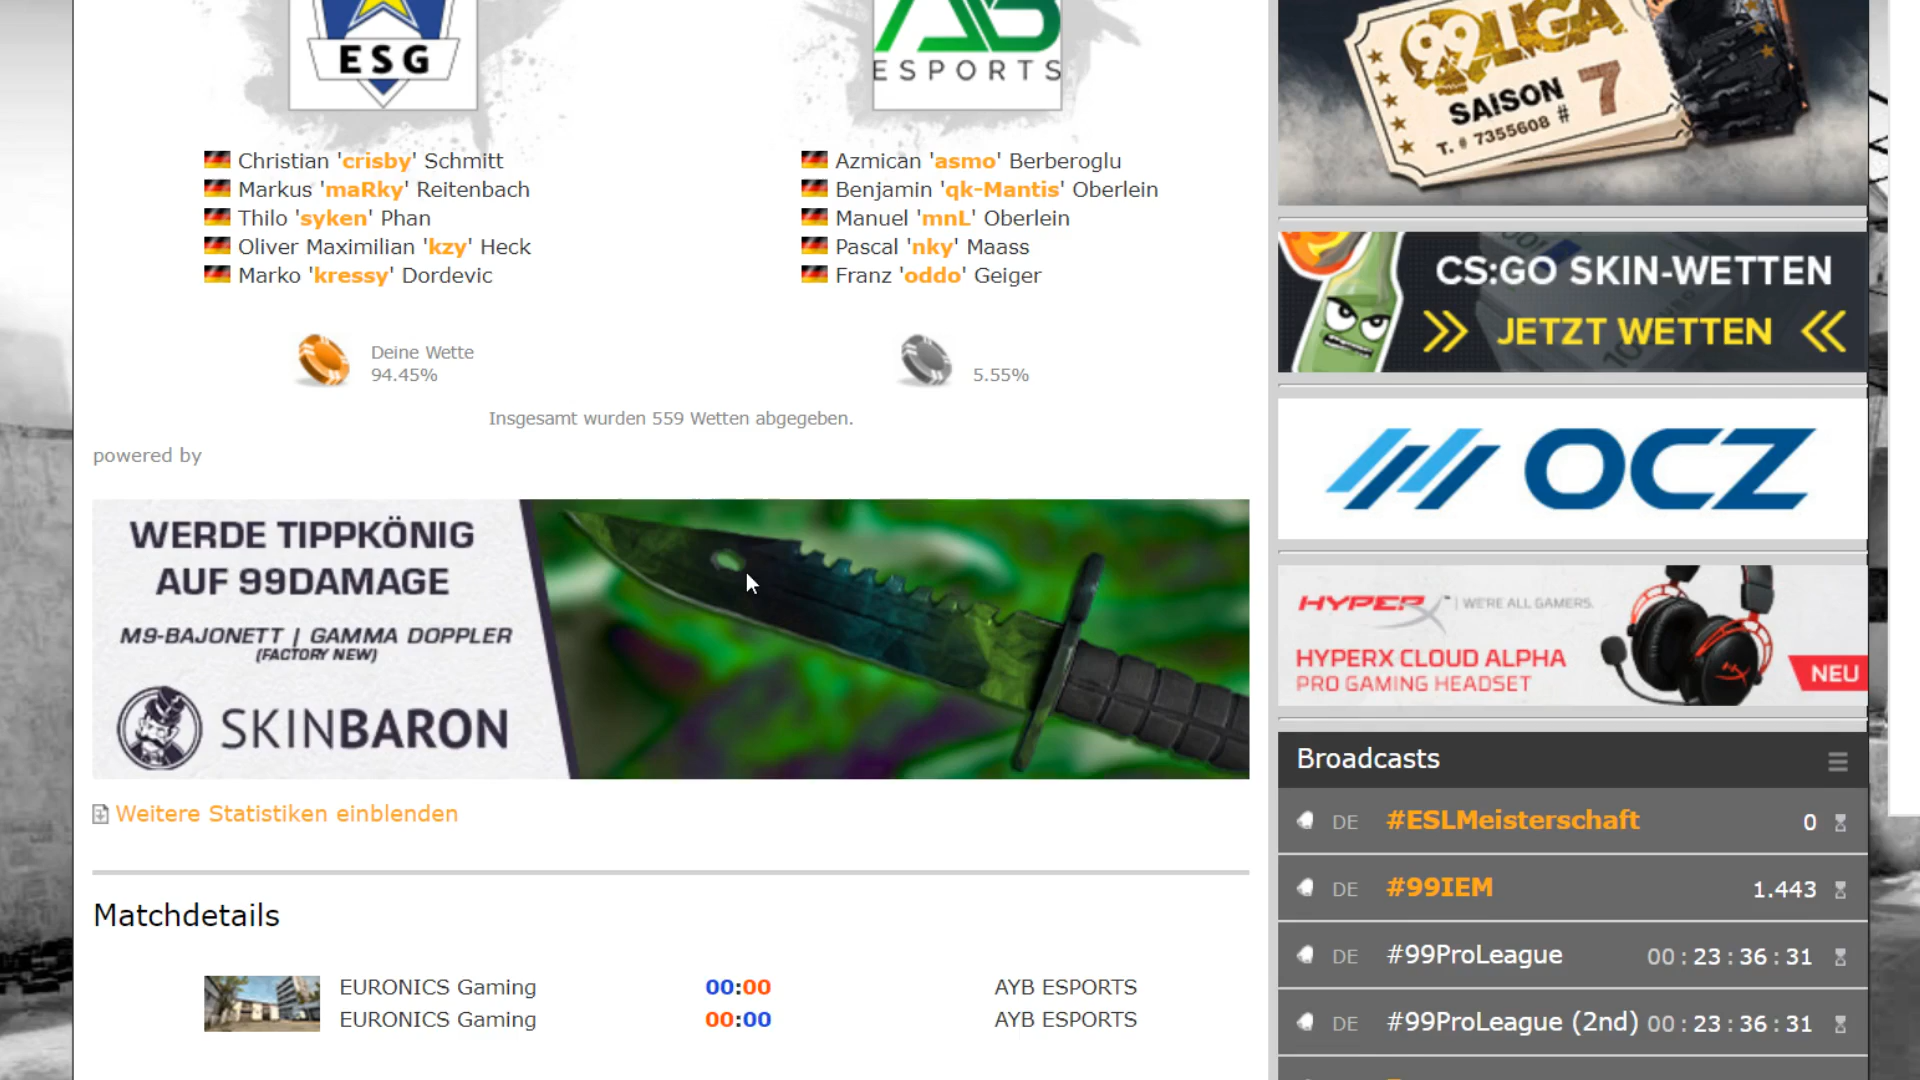 ESG
AYB
ESPORTS
Christian 'crisby' Schmitt
Markus 'maRky' Reitenbach
Thilo 'syken' Phan
Oliver Maximilian 'kzy' Heck
Marko 'kressy' Dordevic
Azmican 'asmo' Berberoglu
Benjamin 'qk-Mantis' Oberlein
Manuel 'mnL' Oberlein
Pascal 'nky' Maass
Franz 'oddo' Geiger
Deine Wette
94.45%
5.55%
Insgesamt wurden 559 Wetten abgegeben.
powered by
WERDE TIPPKÖNIG
AUF 99DAMAGE
M9-BAJONETT | GAMMA DOPPLER
(FACTORY NEW)
SKINBARON
Weitere Statistiken einblenden
Matchdetails
EURONICS Gaming 00:00 AYB ESPORTS
EURONICS Gaming 00:00 AYB ESPORTS
99LIGA
SAISON # 7
T. # 7355608
CS:GO SKIN-WETTEN
JETZT WETTEN
OCZ
HYPERX™ | WE'RE ALL GAMERS.
HYPERX CLOUD ALPHA
PRO GAMING HEADSET
NEU
Broadcasts
DE #ESLMeisterschaft 0
DE #99IEM 1.443
DE #99ProLeague 00:23:36:31
DE #99ProLeague (2nd) 00:23:36:31